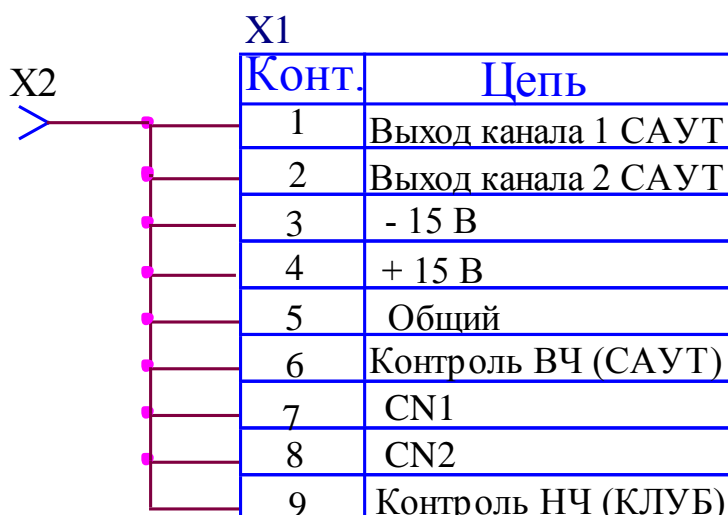 X1
X2
Конт. Цепь
1 Выход канала 1 САУТ
2 Выход канала 2 САУТ
3 - 15 В
4 + 15 В
5 Общий
6 Контроль ВЧ (САУТ)
7 CN1
8 CN2
9 Контроль НЧ (КЛУБ)